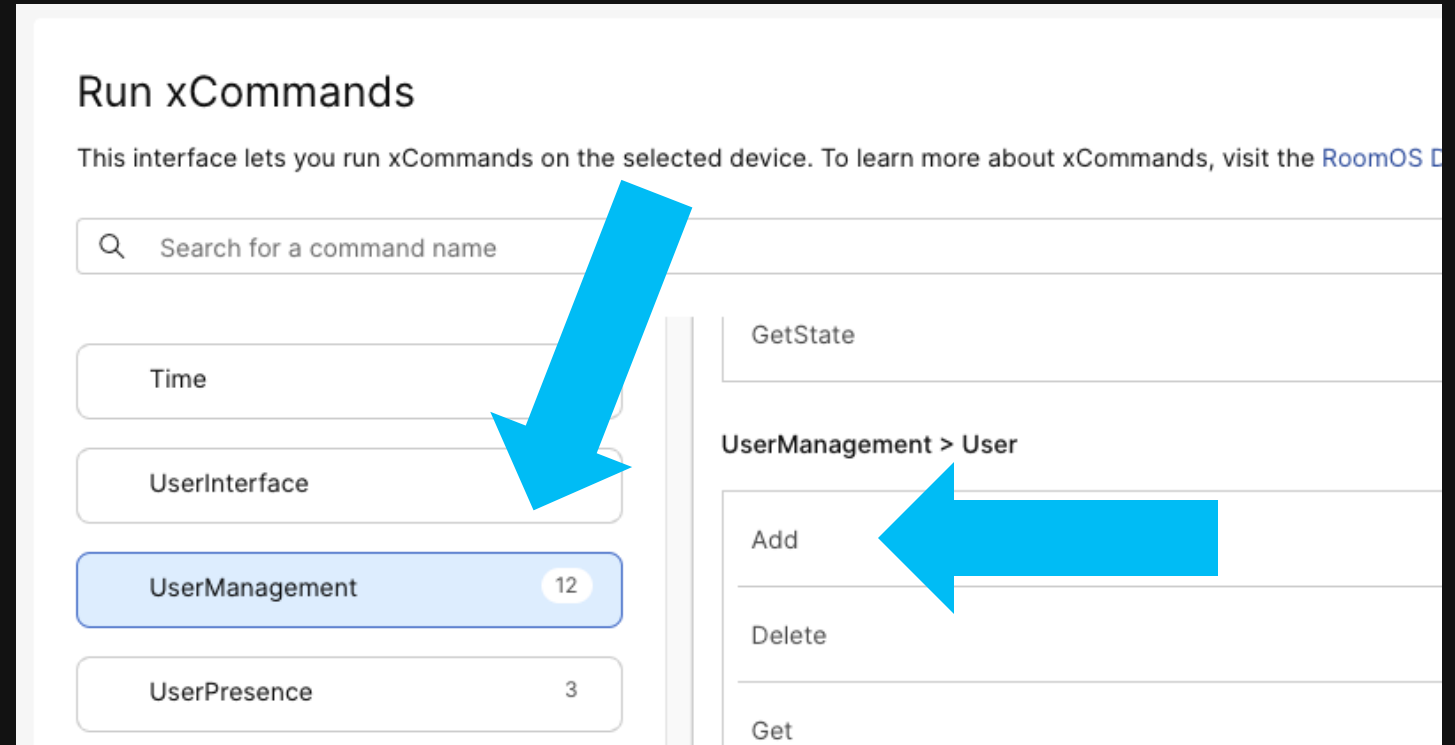 Run xCommands
This interface lets you run xCommands on the selected device. To learn more about xCommands, visit the RoomOS D
Search for a command name
Time
UserInterface
UserManagement 12
UserPresence 3
GetState
UserManagement > User
Add
Delete
Get